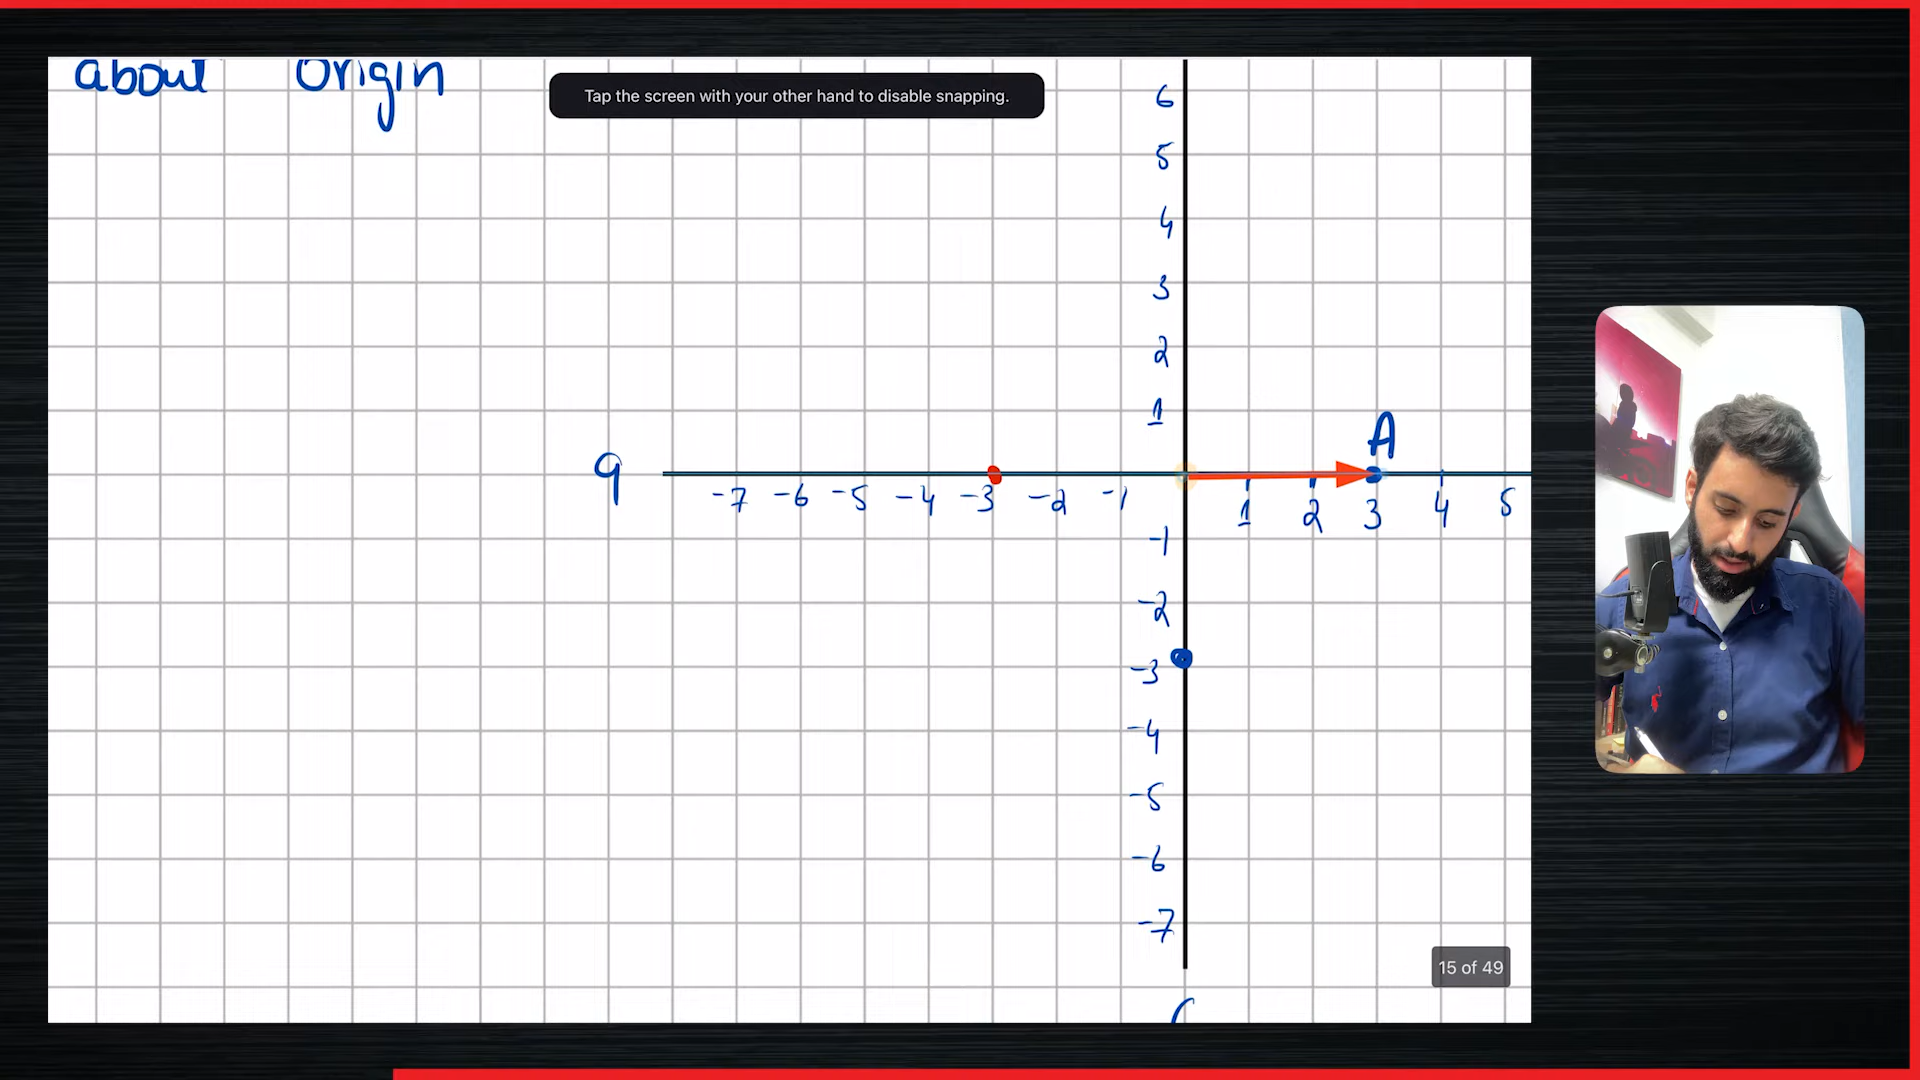 about Origin
Tap the screen with your other hand to disable snapping.
6
5
4
3
2
1
A
9
-7 -6 -5 -4 -3 -2 -1 1 2 3 4 5
-1
-2
-3
-4
-5
-6
-7
15 of 49